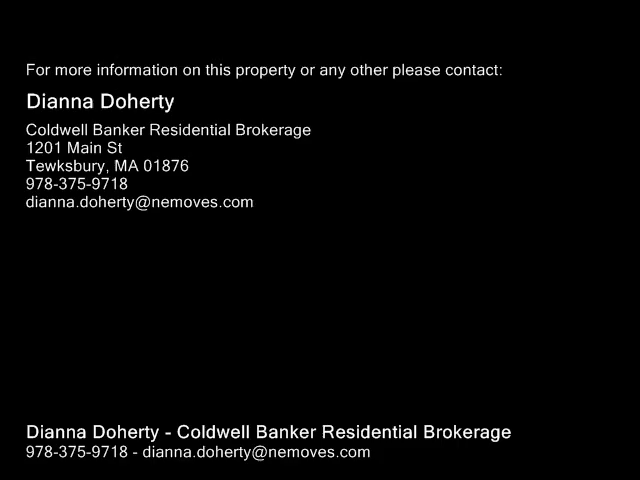 For more information on this property or any other please contact:
Dianna Doherty
Coldwell Banker Residential Brokerage
1201 Main St
Tewksbury, MA 01876
978-375-9718
dianna.doherty@nemoves.com
Dianna Doherty - Coldwell Banker Residential Brokerage
978-375-9718 - dianna.doherty@nemoves.com